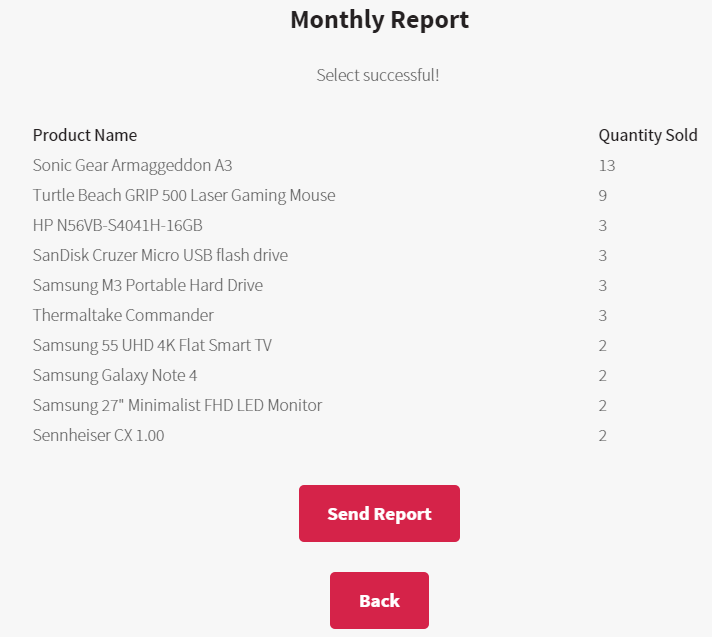 Monthly Report
Select successful!
Product Name Quantity Sold
Sonic Gear Armaggeddon A3 13
Turtle Beach GRIP 500 Laser Gaming Mouse 9
HP N56VB-S4041H-16GB 3
SanDisk Cruzer Micro USB flash drive 3
Samsung M3 Portable Hard Drive 3
Thermaltake Commander 3
Samsung 55 UHD 4K Flat Smart TV 2
Samsung Galaxy Note 4 2
Samsung 27" Minimalist FHD LED Monitor 2
Sennheiser CX 1.00 2
Send Report
Back